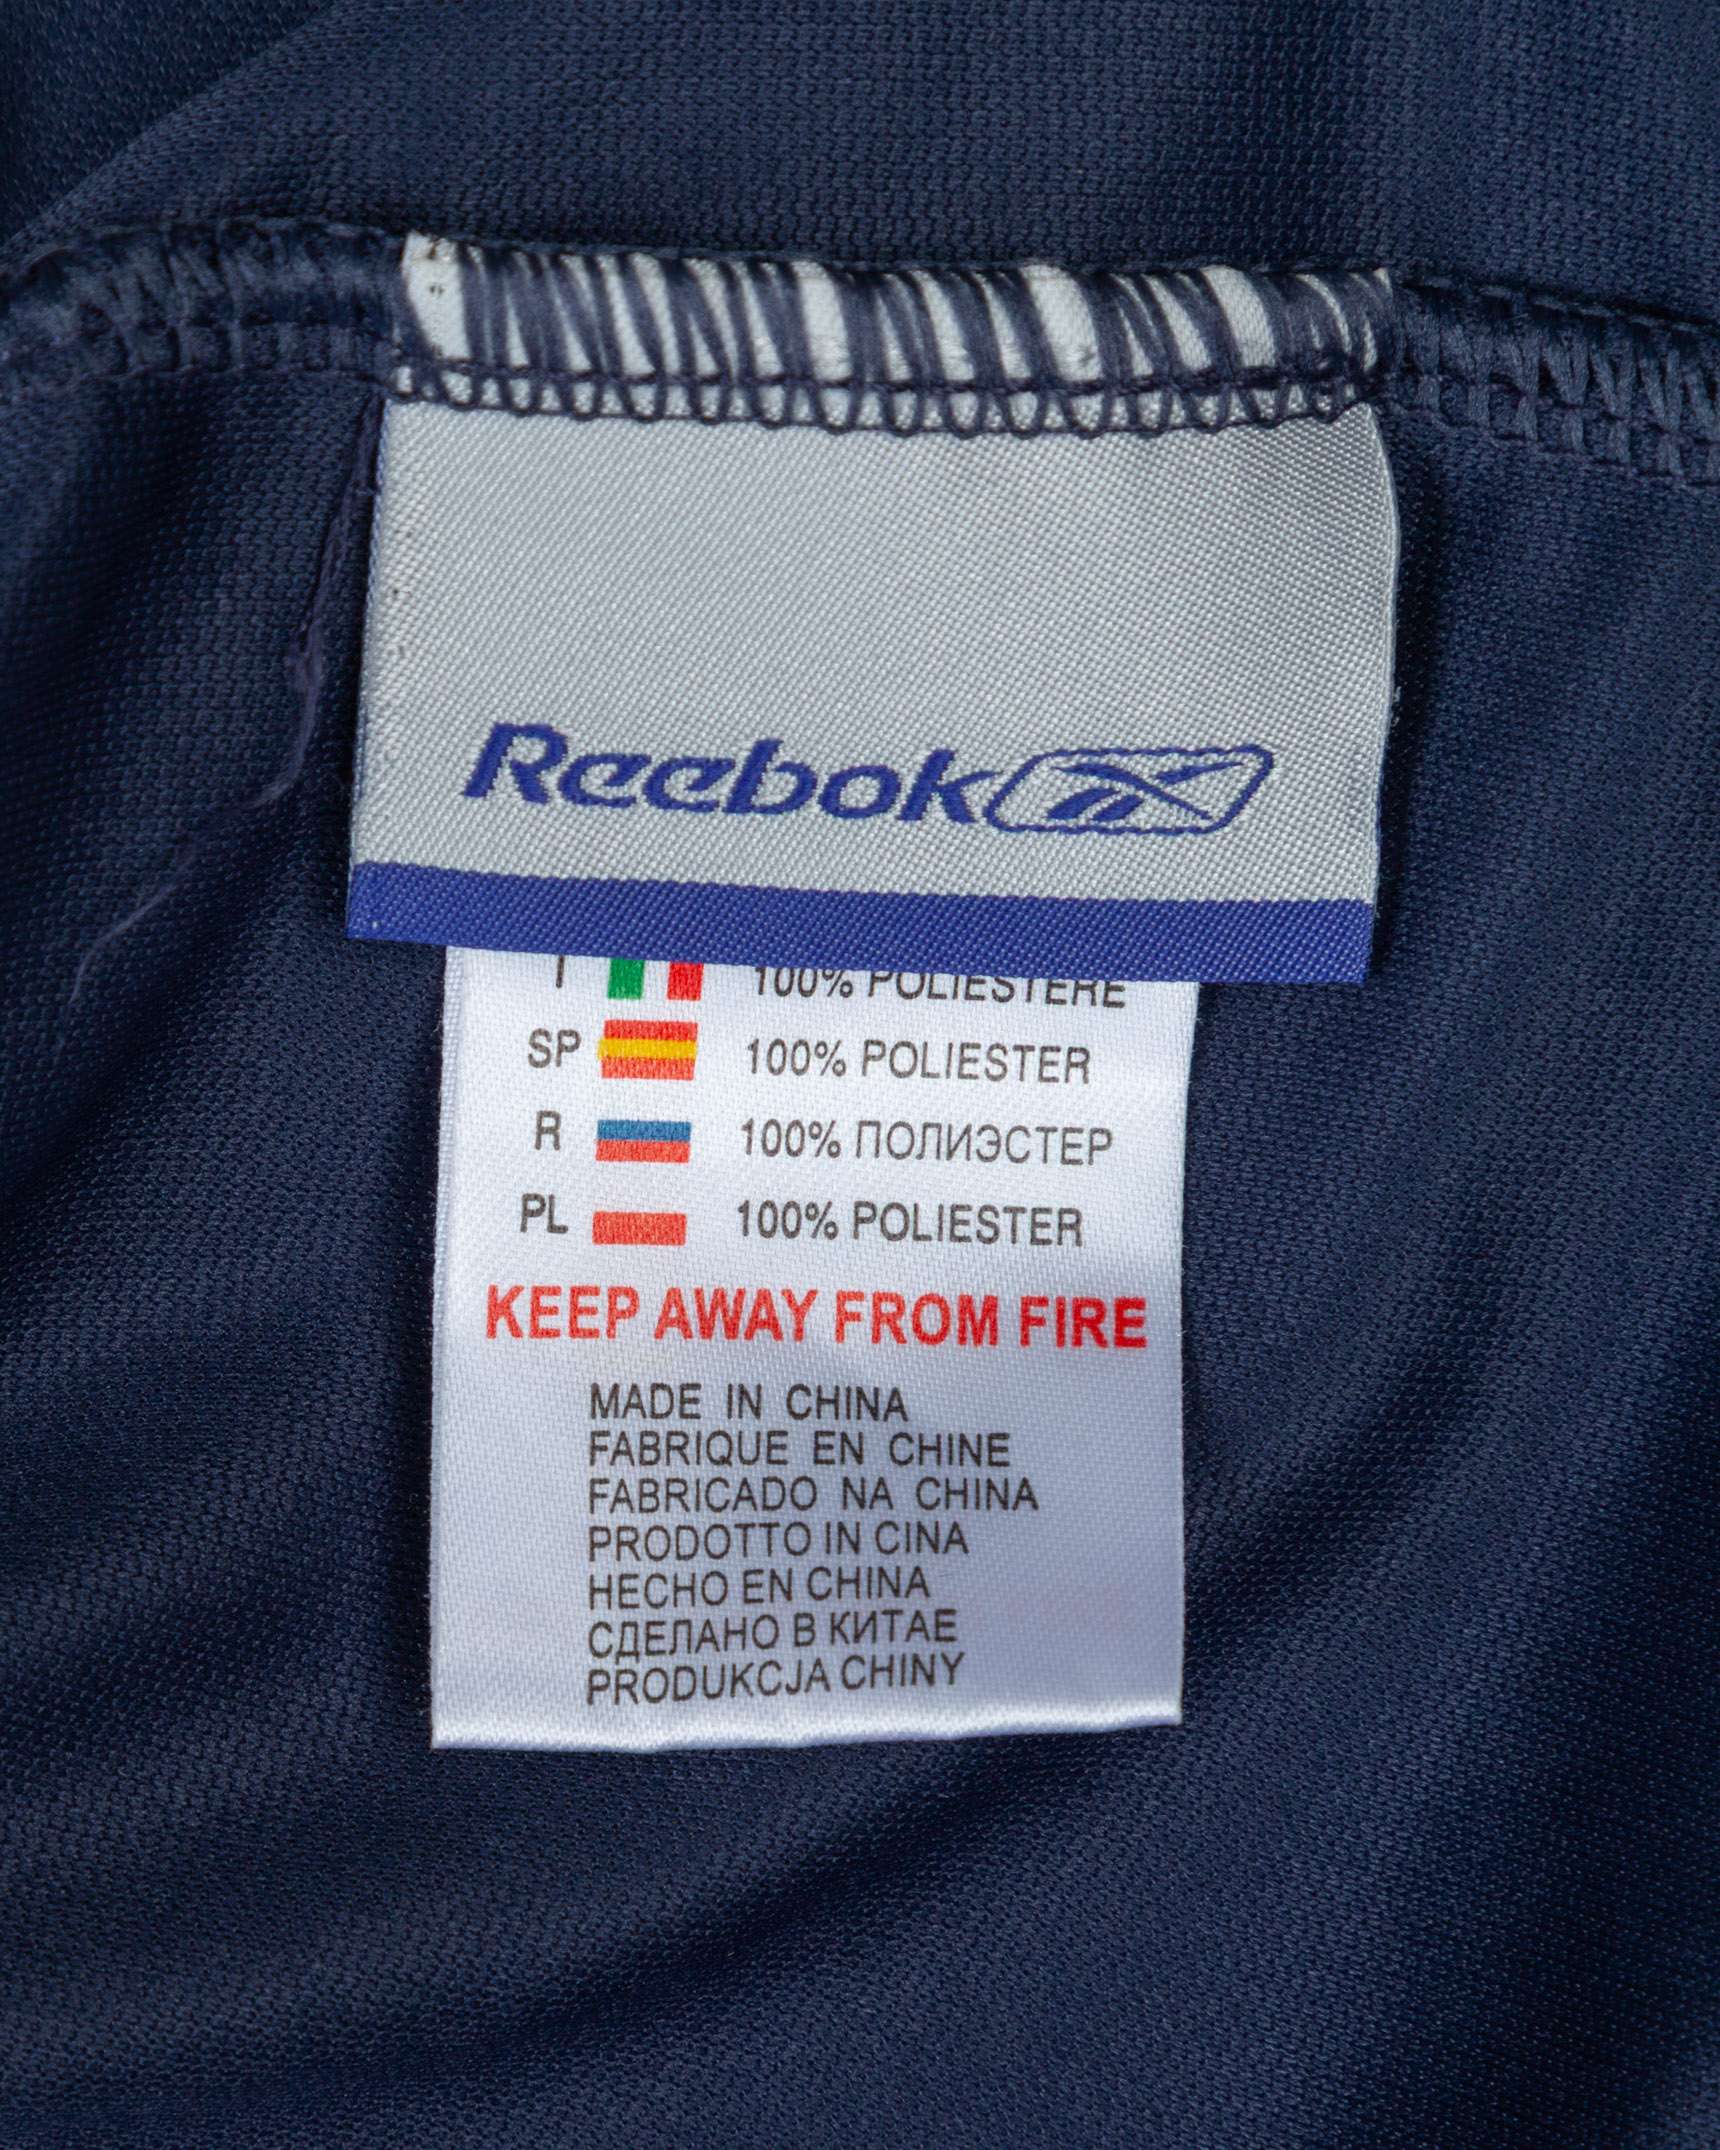 Reebok
I 100% POLIESTERE
SP 100% POLIESTER
R 100% ПОЛИЭСТЕР
PL 100% POLIESTER
KEEP AWAY FROM FIRE
MADE IN CHINA
FABRIQUE EN CHINE
FABRICADO NA CHINA
PRODOTTO IN CINA
HECHO EN CHINA
СДЕЛАНО В КИТАЕ
PRODUKCJA CHINY